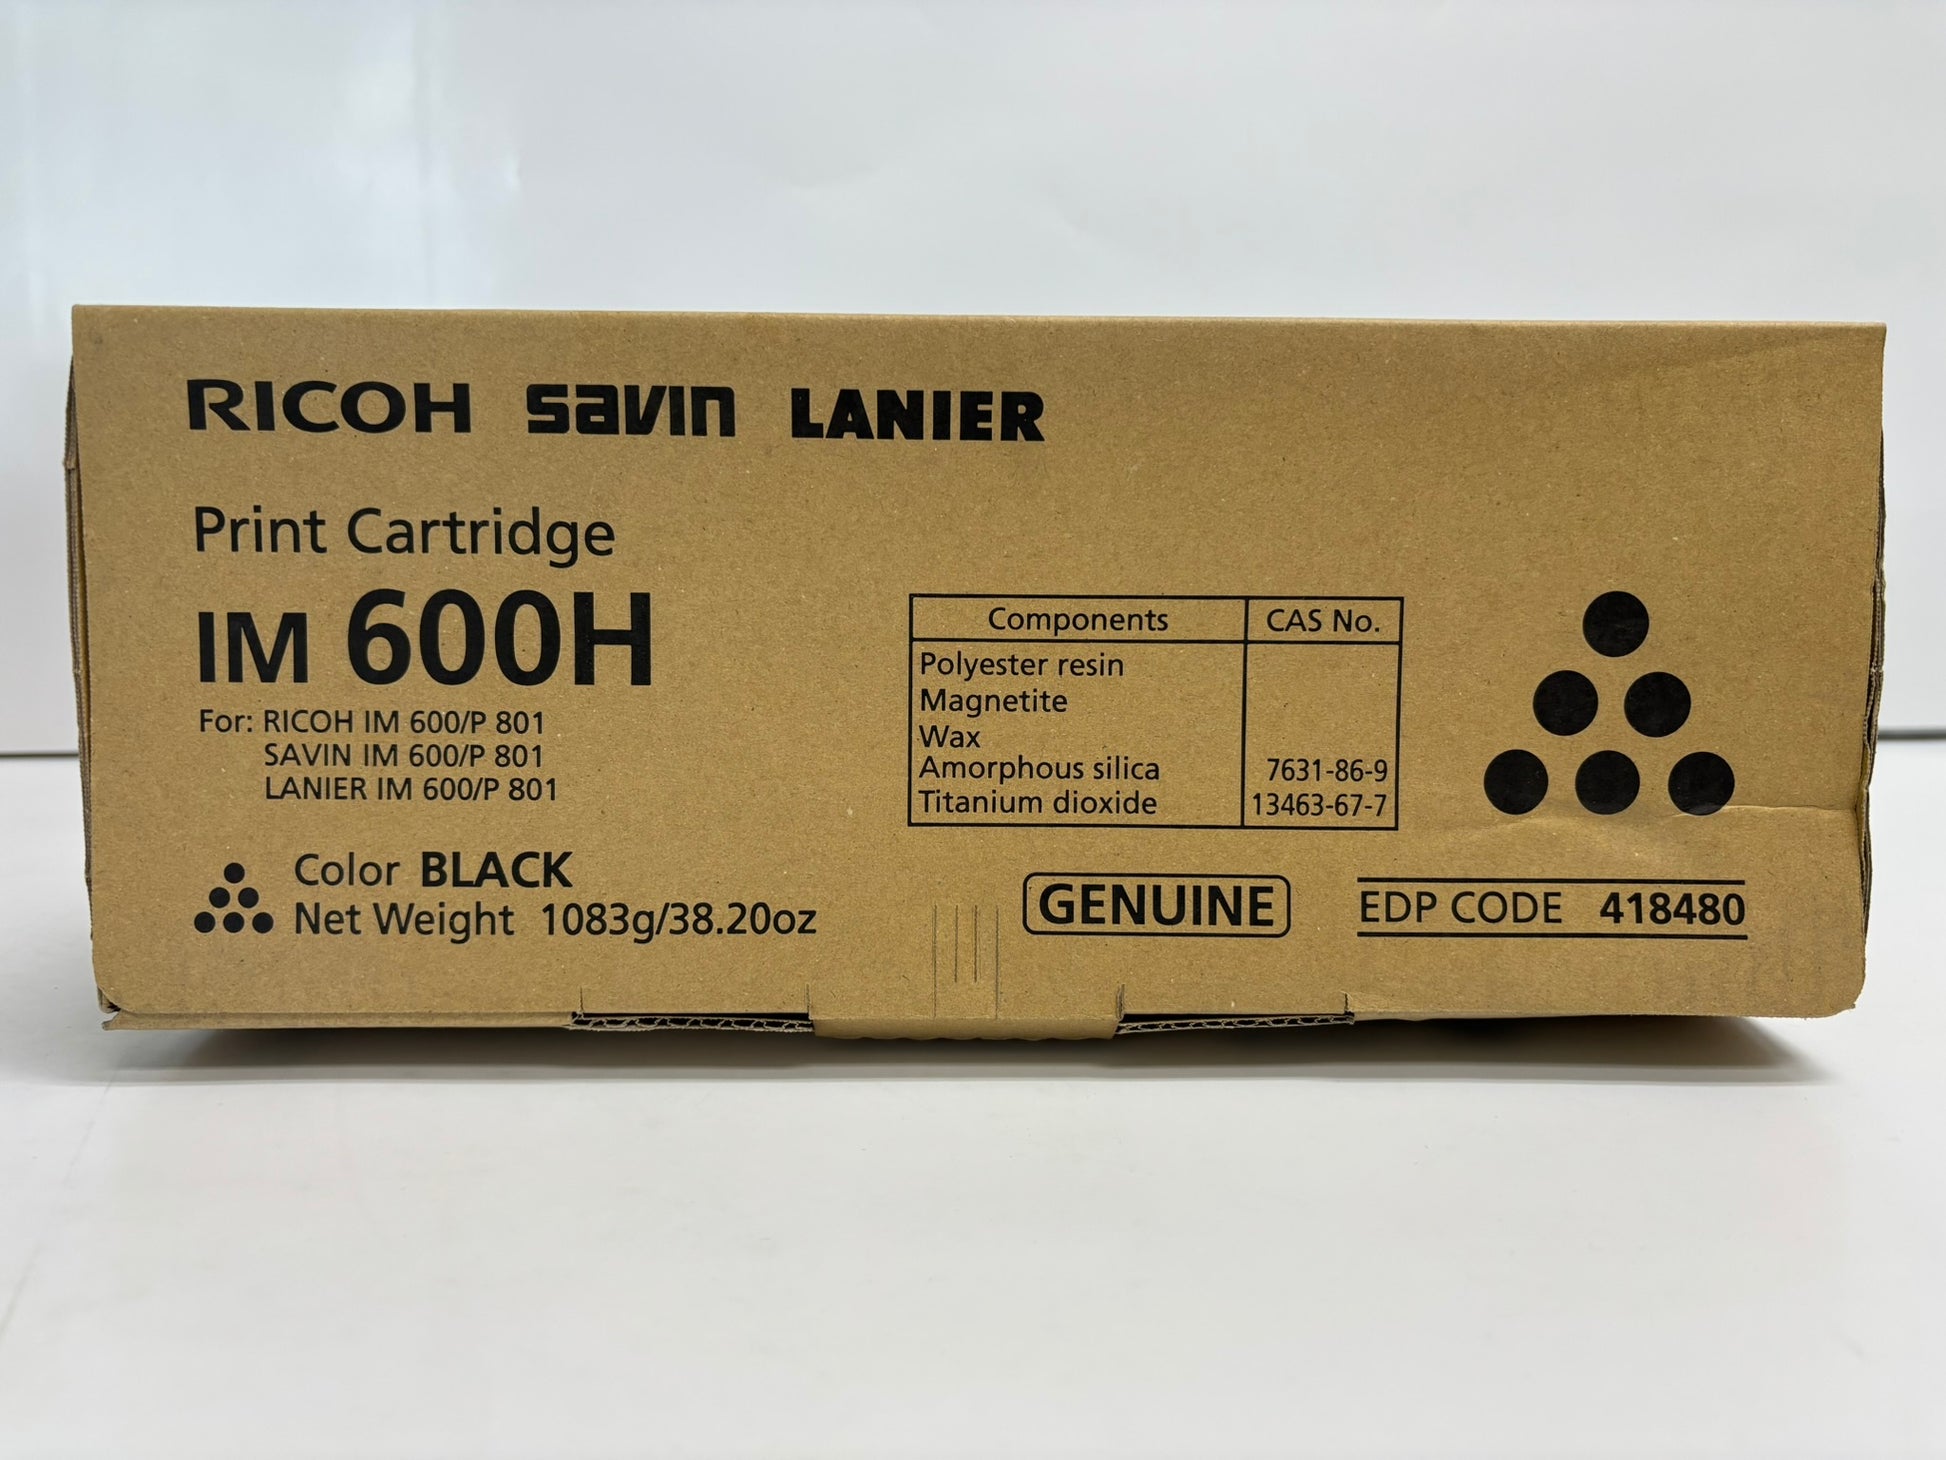 RICOH savin LANIER
Print Cartridge
IM 600H
For: RICOH IM 600/P 801
SAVIN IM 600/P 801
LANIER IM 600/P 801
Color BLACK
Net Weight 1083g/38.20oz
Components CAS No.
Polyester resin
Magnetite
Wax
Amorphous silica 7631-86-9
Titanium dioxide 13463-67-7
GENUINE
EDP CODE 418480